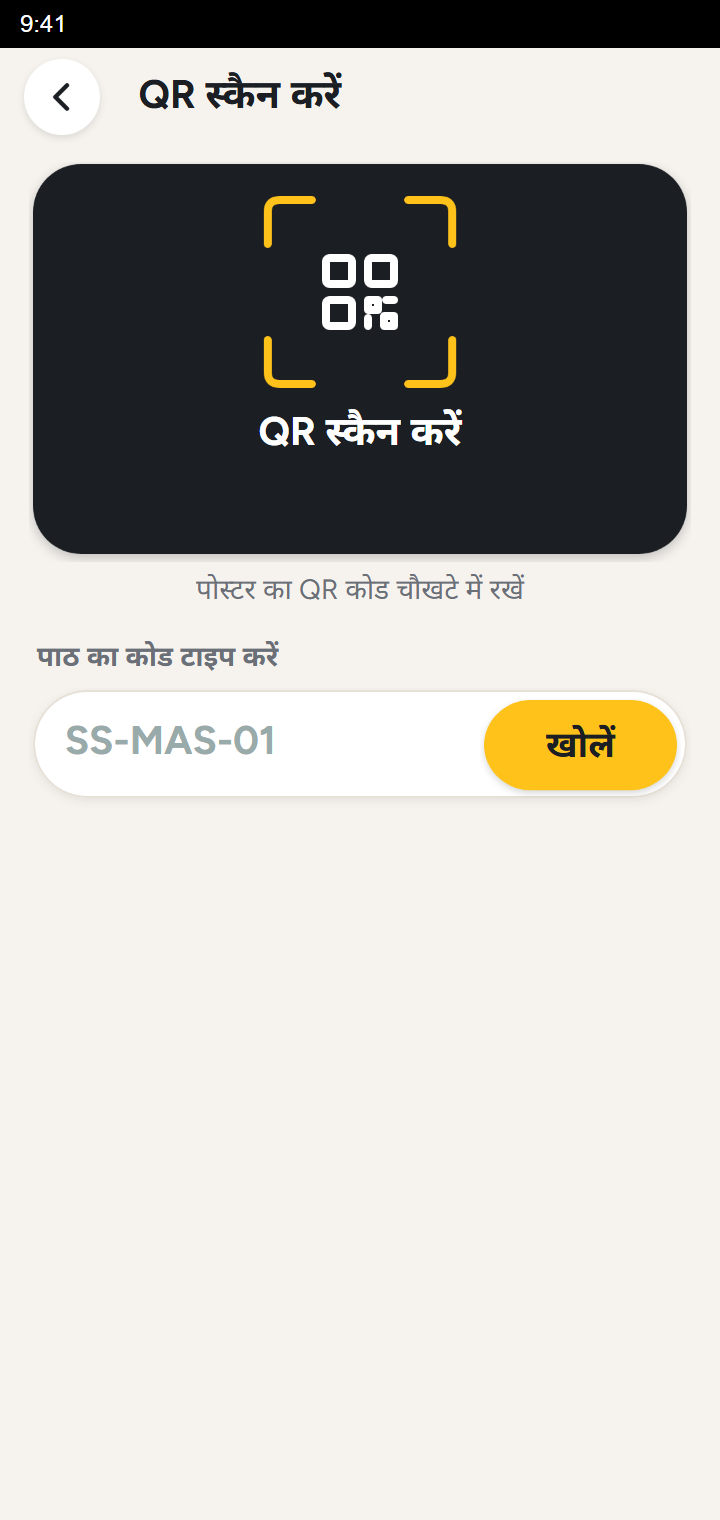 9:41
QR स्कैन करें
QR स्कैन करें
पोस्टर का QR कोड चौखटे में रखें
पाठ का कोड टाइप करें
SS-MAS-01
खोलें